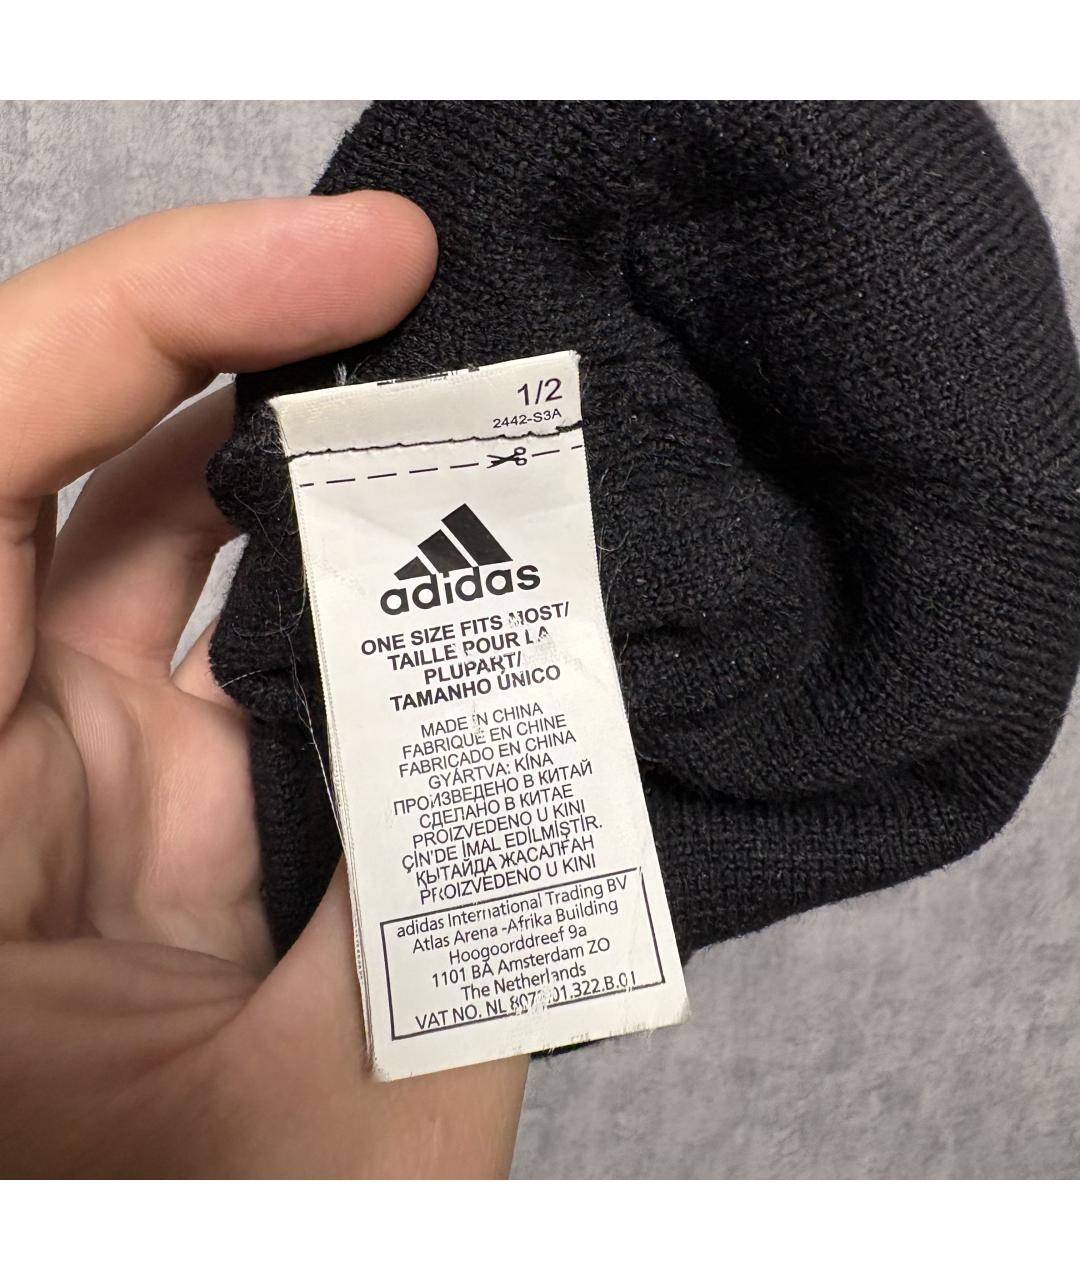 1/2
2442-S3A
adidas
ONE SIZE FITS MOST/
TAILLE POUR LA
PLUPART/
TAMANHO ÚNICO
MADE IN CHINA
FABRIQUÉ EN CHINE
FABRICADO EN CHINA
GYÁRTVA: KÍNA
ПРОИЗВЕДЕНО В КИТАЙ
СДЕЛАНО В КИТАЕ
PROIZVEDENO U KINI
ÇİN'DE İMAL EDİLMİŞTİR.
ҚЫТАЙДА ЖАСАЛҒАН
PROIZVEDENO U KINI
adidas International Trading BV
Atlas Arena -Afrika Building
Hoogoorddreef 9a
1101 BA Amsterdam ZO
The Netherlands
VAT NO. NL